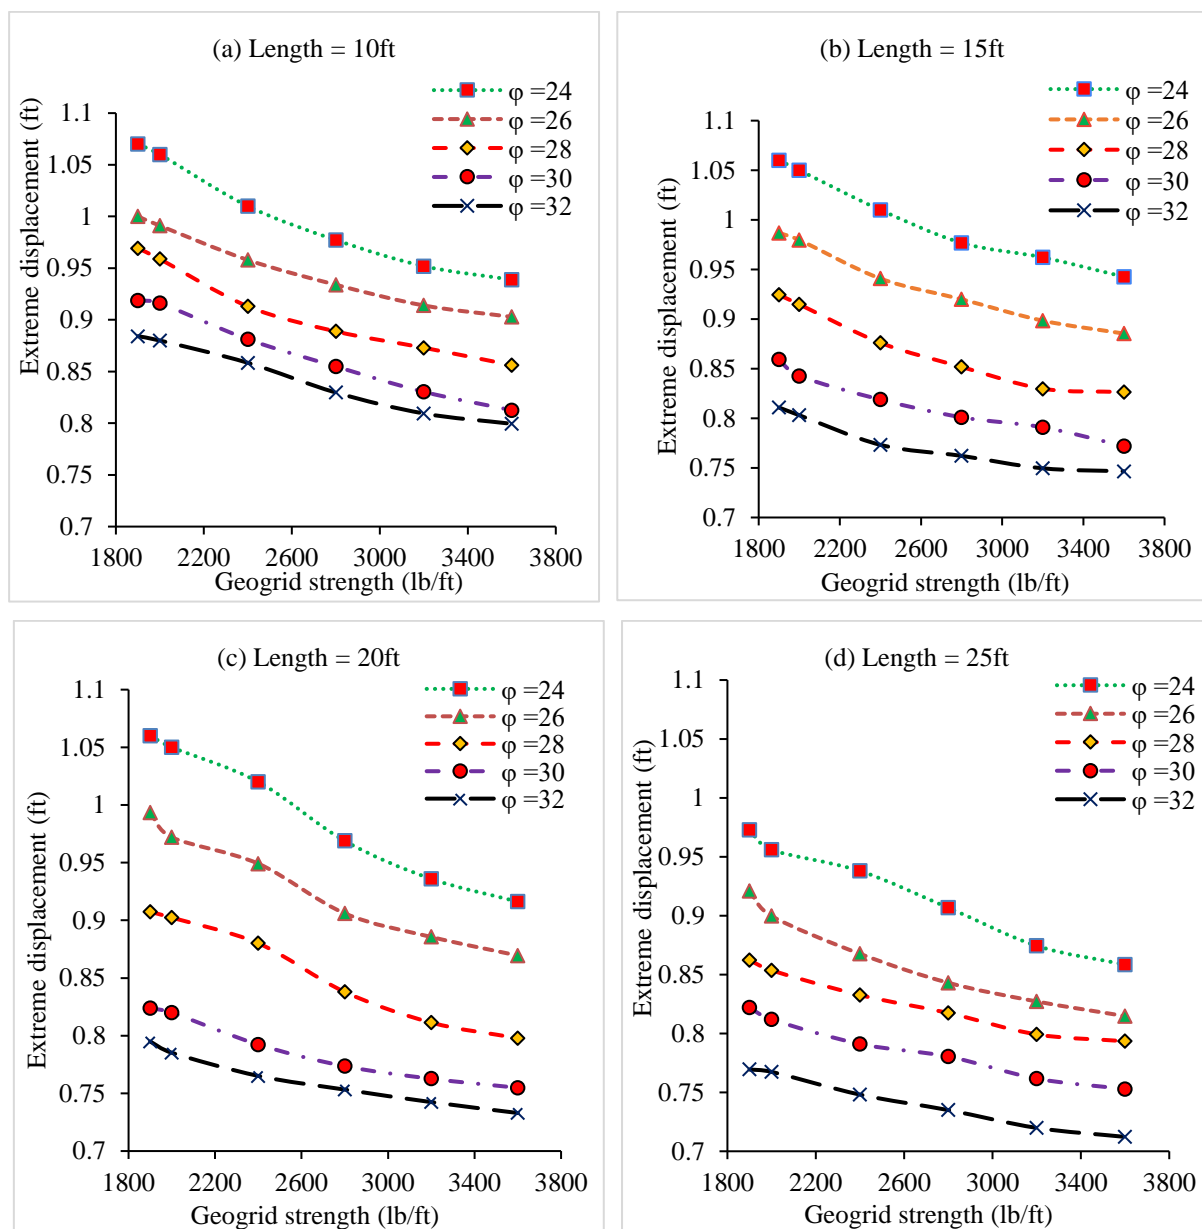 (a) Length = 10ft
φ =24
φ =26
φ =28
φ =30
φ =32
Extreme displacement (ft)
1.1
1.05
1
0.95
0.9
0.85
0.8
0.75
0.7
1800 2200 2600 3000 3400 3800
Geogrid strength (lb/ft)
(b) Length = 15ft
φ =24
φ =26
φ =28
φ =30
φ =32
Extreme displacement (ft)
1.1
1.05
1
0.95
0.9
0.85
0.8
0.75
0.7
1800 2200 2600 3000 3400 3800
Geogrid strength (lb/ft)
(c) Length = 20ft
φ =24
φ =26
φ =28
φ =30
φ =32
Extreme displacement (ft)
1.1
1.05
1
0.95
0.9
0.85
0.8
0.75
0.7
1800 2200 2600 3000 3400 3800
Geogrid strength (lb/ft)
(d) Length = 25ft
φ =24
φ =26
φ =28
φ =30
φ =32
Extreme displacement (ft)
1.1
1.05
1
0.95
0.9
0.85
0.8
0.75
0.7
1800 2200 2600 3000 3400 3800
Geogrid strength (lb/ft)